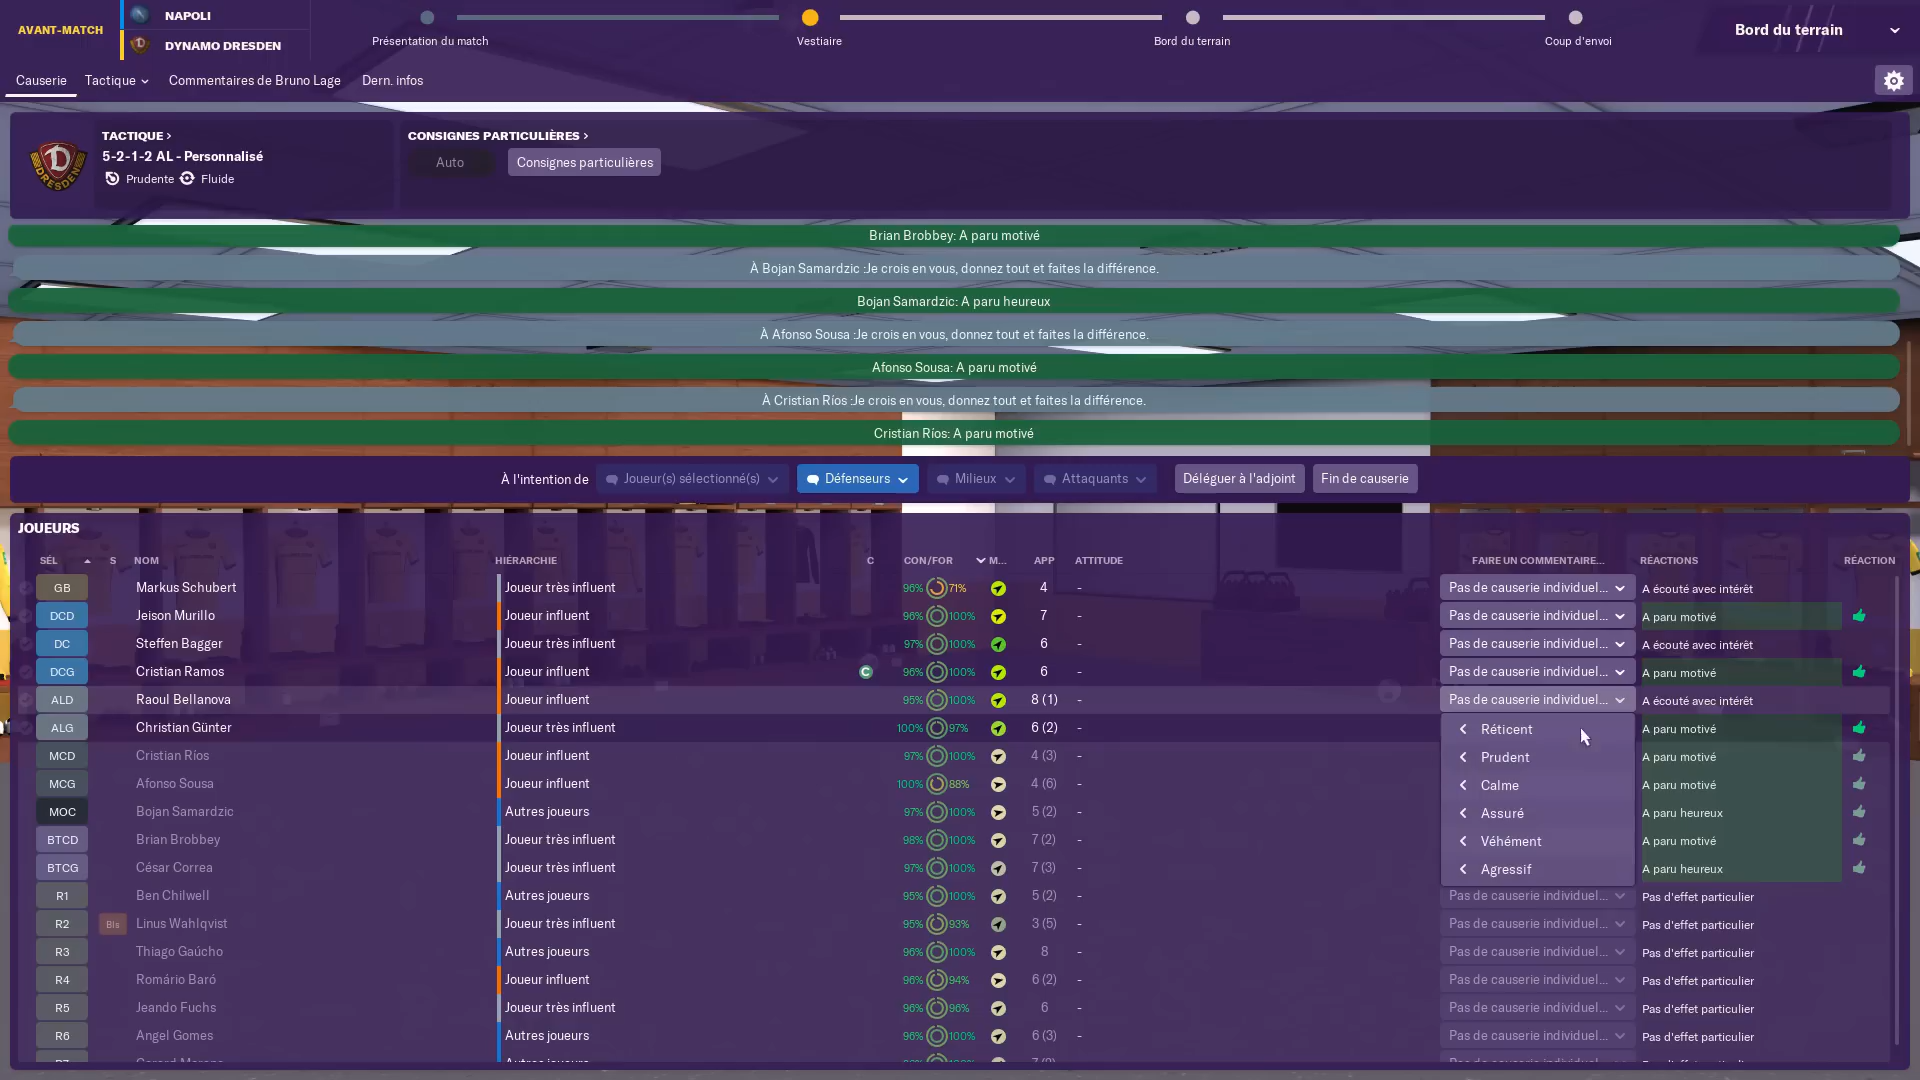 AVANT-MATCH
NAPOLI
DYNAMO DRESDEN
Présentation du match
Vestiaire
Bord du terrain
Coup d'envoi
Bord du terrain
Causerie
Tactique
Commentaires de Bruno Lage
Dern. infos
TACTIQUE >
5-2-1-2 AL - Personnalisé
Prudente
Fluide
CONSIGNES PARTICULIÈRES >
Auto
Consignes particulières
Brian Brobbey: A paru motivé
À Bojan Samardzic :Je crois en vous, donnez tout et faites la différence.
Bojan Samardzic: A paru heureux
À Afonso Sousa :Je crois en vous, donnez tout et faites la différence.
Afonso Sousa: A paru motivé
À Cristian Ríos :Je crois en vous, donnez tout et faites la différence.
Cristian Ríos: A paru motivé
À l'intention de
Joueur(s) sélectionné(s)
Défenseurs
Milieux
Attaquants
Déléguer à l'adjoint
Fin de causerie
JOUEURS
SÉL S NOM HIÉRARCHIE C CON/FOR M... APP ATTITUDE FAIRE UN COMMENTAIRE... RÉACTIONS RÉACTION
GB Markus Schubert Joueur très influent 96% 71% 4 - Pas de causerie individuel... A écouté avec intérêt
DCD Jeison Murillo Joueur influent 96% 100% 7 - Pas de causerie individuel... A paru motivé
DC Steffen Bagger Joueur très influent 97% 100% 6 - Pas de causerie individuel... A écouté avec intérêt
DCG Cristian Ramos Joueur influent C 96% 100% 6 - Pas de causerie individuel... A paru motivé
ALD Raoul Bellanova Joueur influent 95% 100% 8 (1) - Pas de causerie individuel... A écouté avec intérêt
ALG Christian Günter Joueur très influent 100% 97% 6 (2) - Réticent A paru motivé
MCD Cristian Ríos Joueur influent 97% 100% 4 (3) - Prudent A paru motivé
MCG Afonso Sousa Joueur influent 100% 88% 4 (6) - Calme A paru motivé
MOC Bojan Samardzic Autres joueurs 97% 100% 5 (2) - Assuré A paru heureux
BTCD Brian Brobbey Joueur très influent 98% 100% 7 (2) - Véhément A paru motivé
BTCG César Correa Joueur très influent 97% 100% 7 (3) - Agressif A paru heureux
R1 Ben Chilwell Autres joueurs 95% 100% 5 (2) - Pas de causerie individuel... Pas d'effet particulier
R2 Bls Linus Wahlqvist Joueur très influent 95% 93% 3 (5) - Pas de causerie individuel... Pas d'effet particulier
R3 Thiago Gaúcho Autres joueurs 96% 100% 8 - Pas de causerie individuel... Pas d'effet particulier
R4 Romário Baró Joueur influent 96% 94% 6 (2) - Pas de causerie individuel... Pas d'effet particulier
R5 Jeando Fuchs Joueur très influent 96% 96% 6 - Pas de causerie individuel... Pas d'effet particulier
R6 Angel Gomes Autres joueurs 96% 100% 6 (3) - Pas de causerie individuel... Pas d'effet particulier